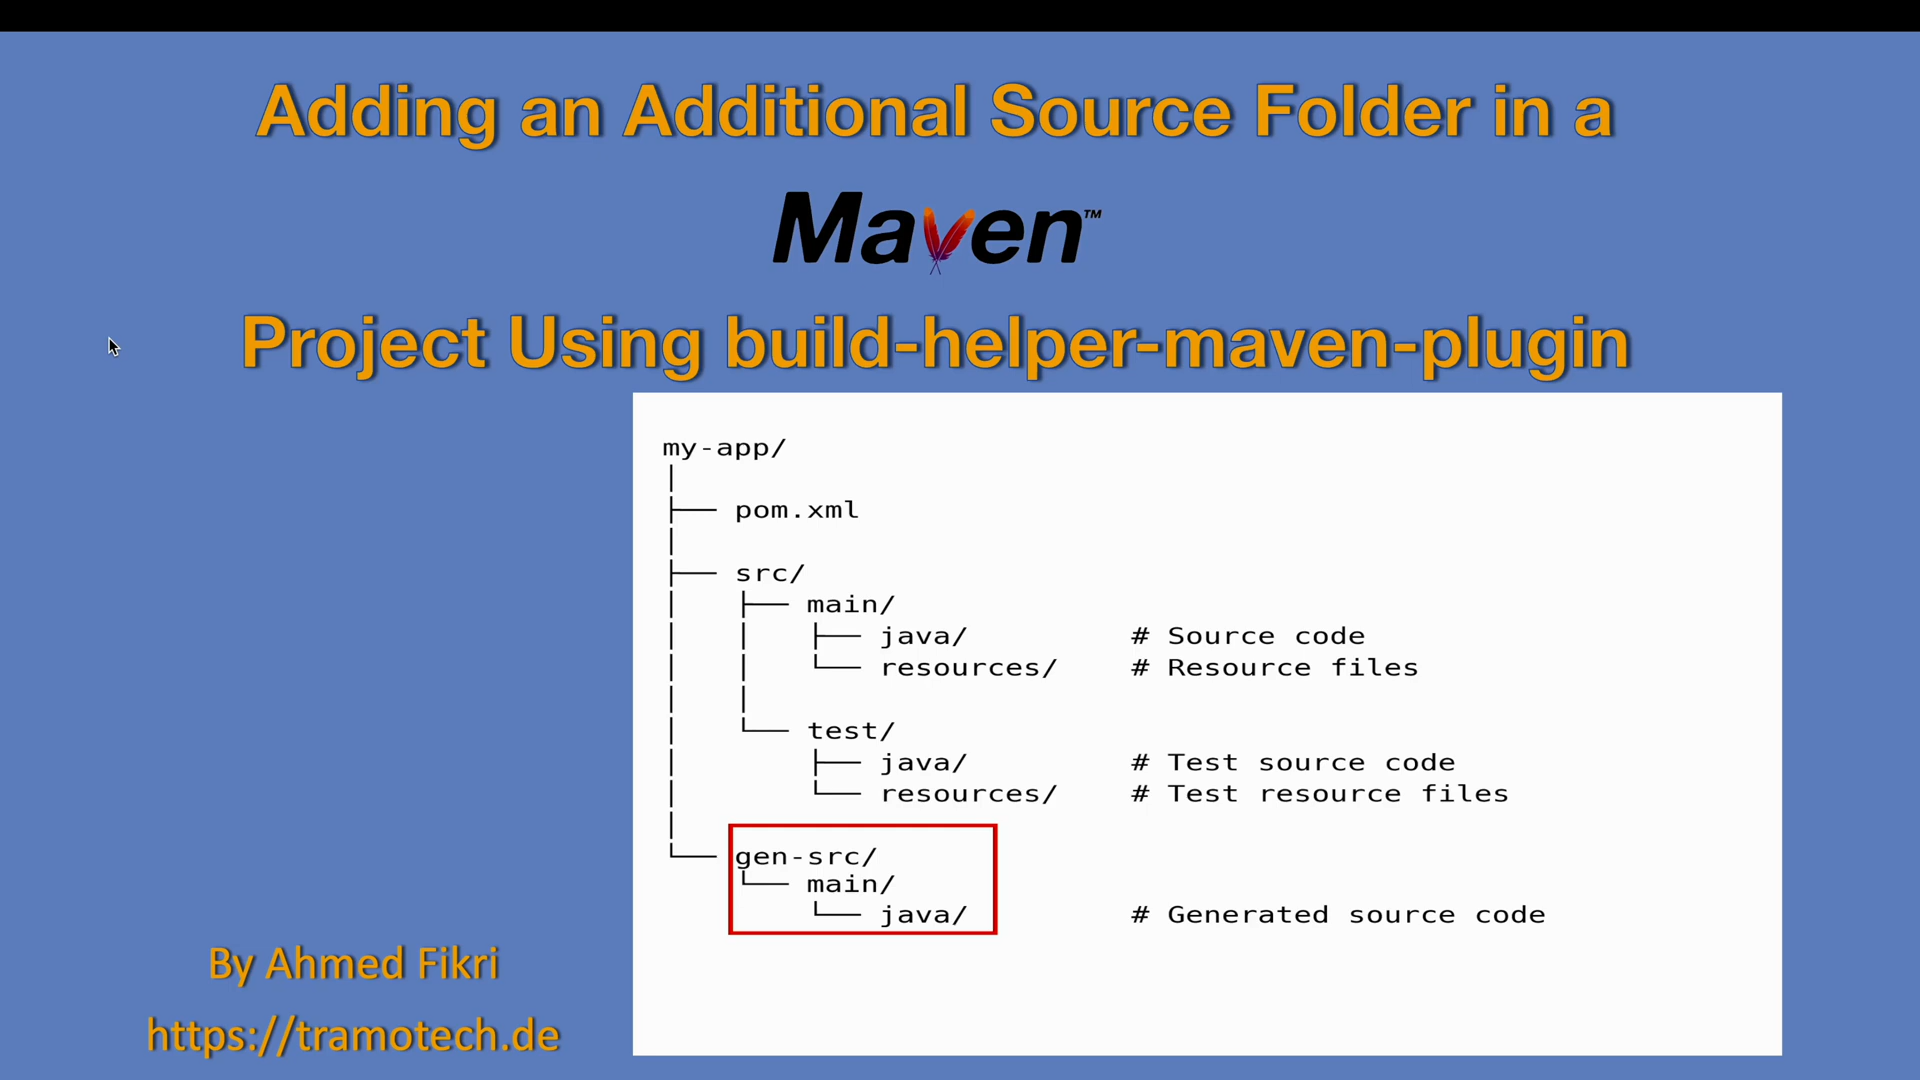 Adding an Additional Source Folder in a
Maven™
Project Using build-helper-maven-plugin
my-app/
│
├── pom.xml
│
├── src/
│   ├── main/
│   │   ├── java/         # Source code
│   │   └── resources/    # Resource files
│   │
│   └── test/
│       ├── java/         # Test source code
│       └── resources/    # Test resource files
│
└── gen-src/
    └── main/
        └── java/         # Generated source code
By Ahmed Fikri
https://tramotech.de